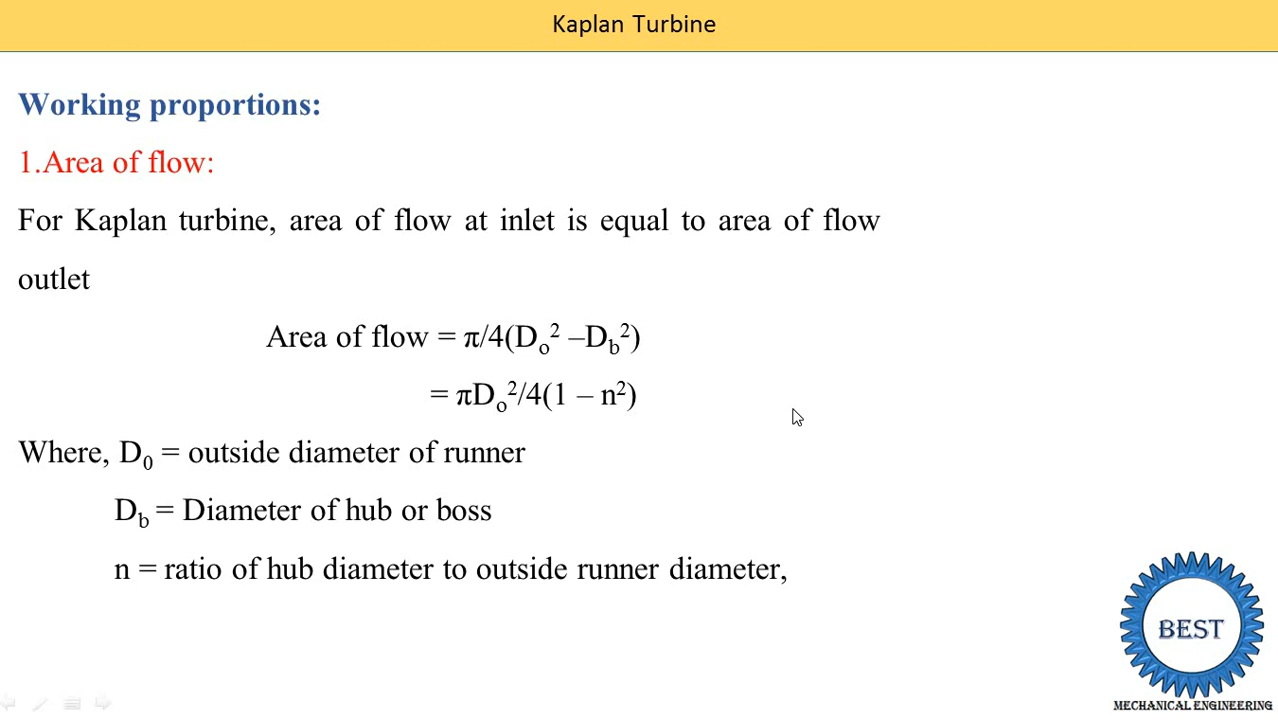 Kaplan Turbine
Working proportions:
1.Area of flow:
For Kaplan turbine, area of flow at inlet is equal to area of flow
outlet
Area of flow = π/4(Dₒ² –D_b²)
= πDₒ²/4(1 – n²)
Where, D₀ = outside diameter of runner
D_b = Diameter of hub or boss
n = ratio of hub diameter to outside runner diameter,
BEST
MECHANICAL ENGINEERING